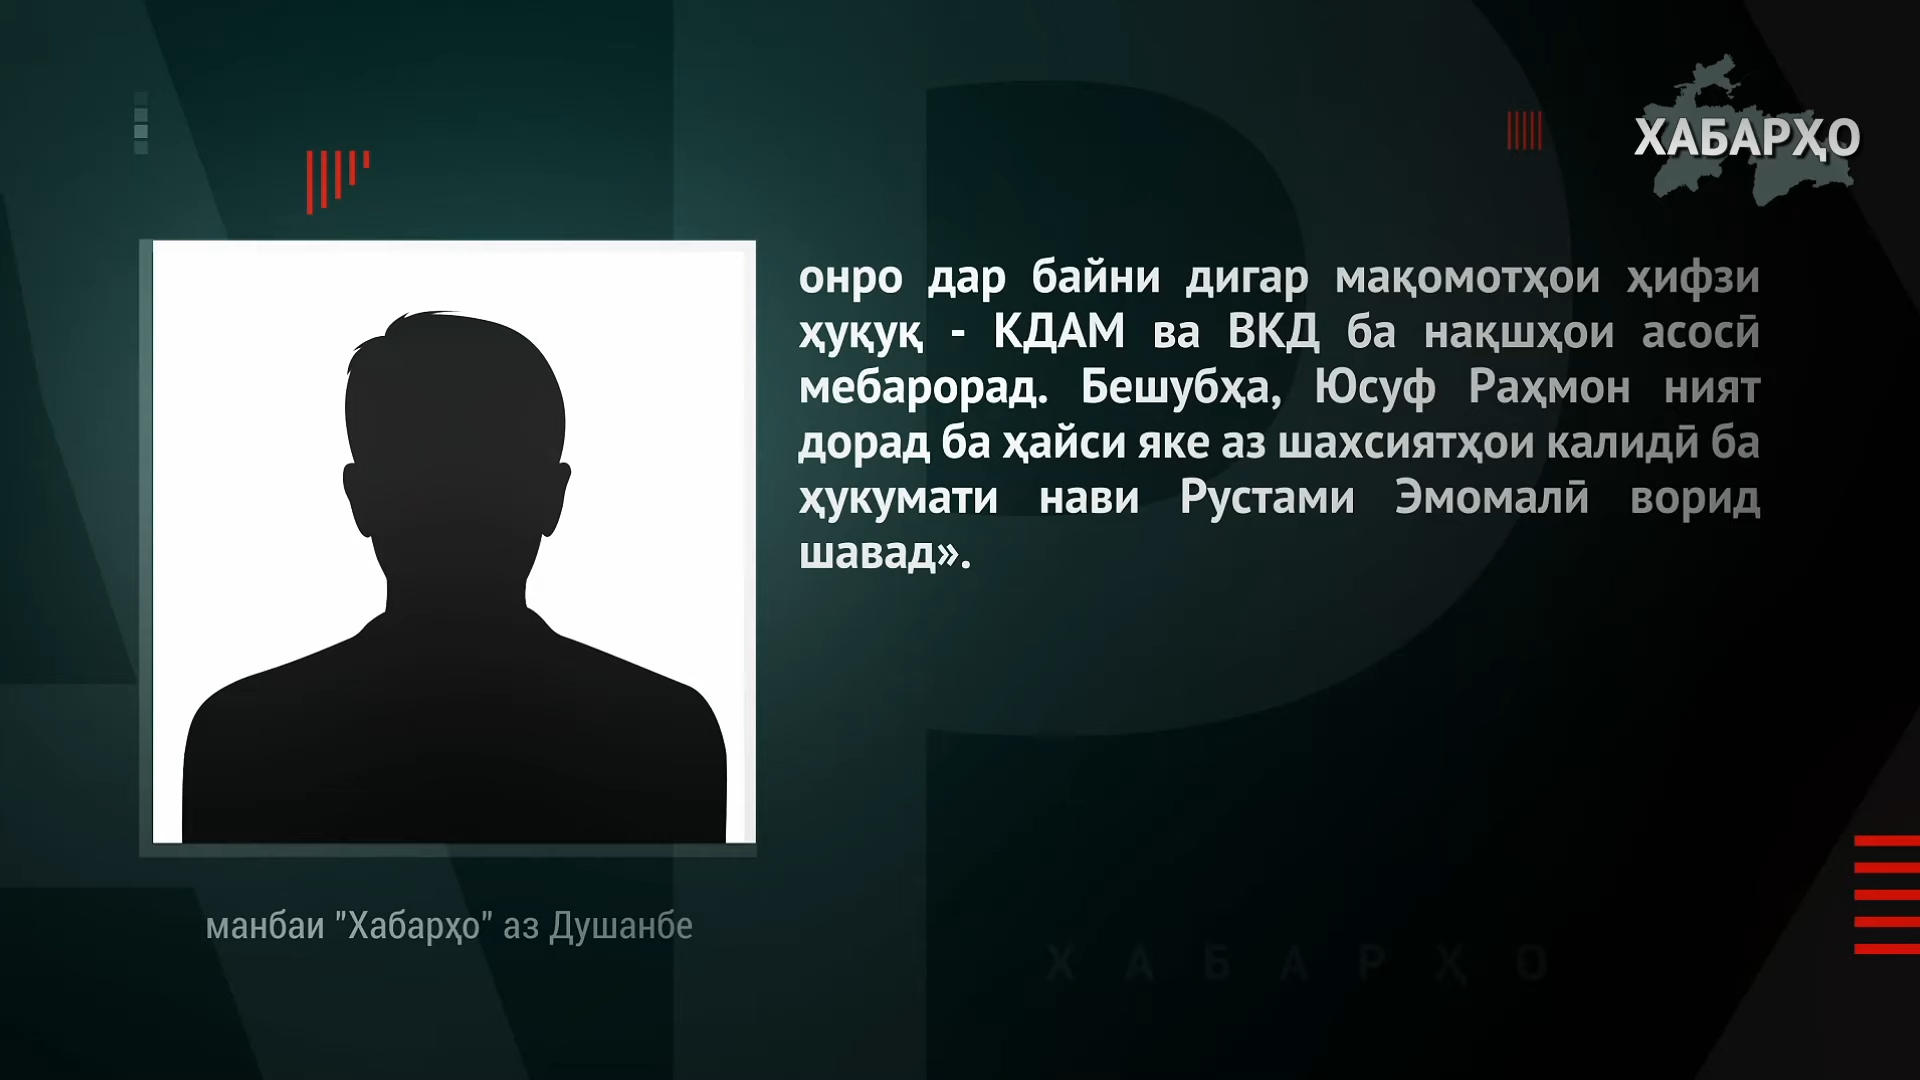 ХАБАРҲО
онро дар байни дигар мақомотҳои ҳифзи
ҳуқуқ - КДАМ ва ВКД ба нақшҳои асосӣ
мебарорад. Бешубҳа, Юсуф Раҳмон ният
дорад ба ҳайси яке аз шахсиятҳои калидӣ ба
ҳукумати нави Рустами Эмомалӣ ворид
шавад».
манбаи "Хабарҳо" аз Душанбе
Х А Б А Р Ҳ О